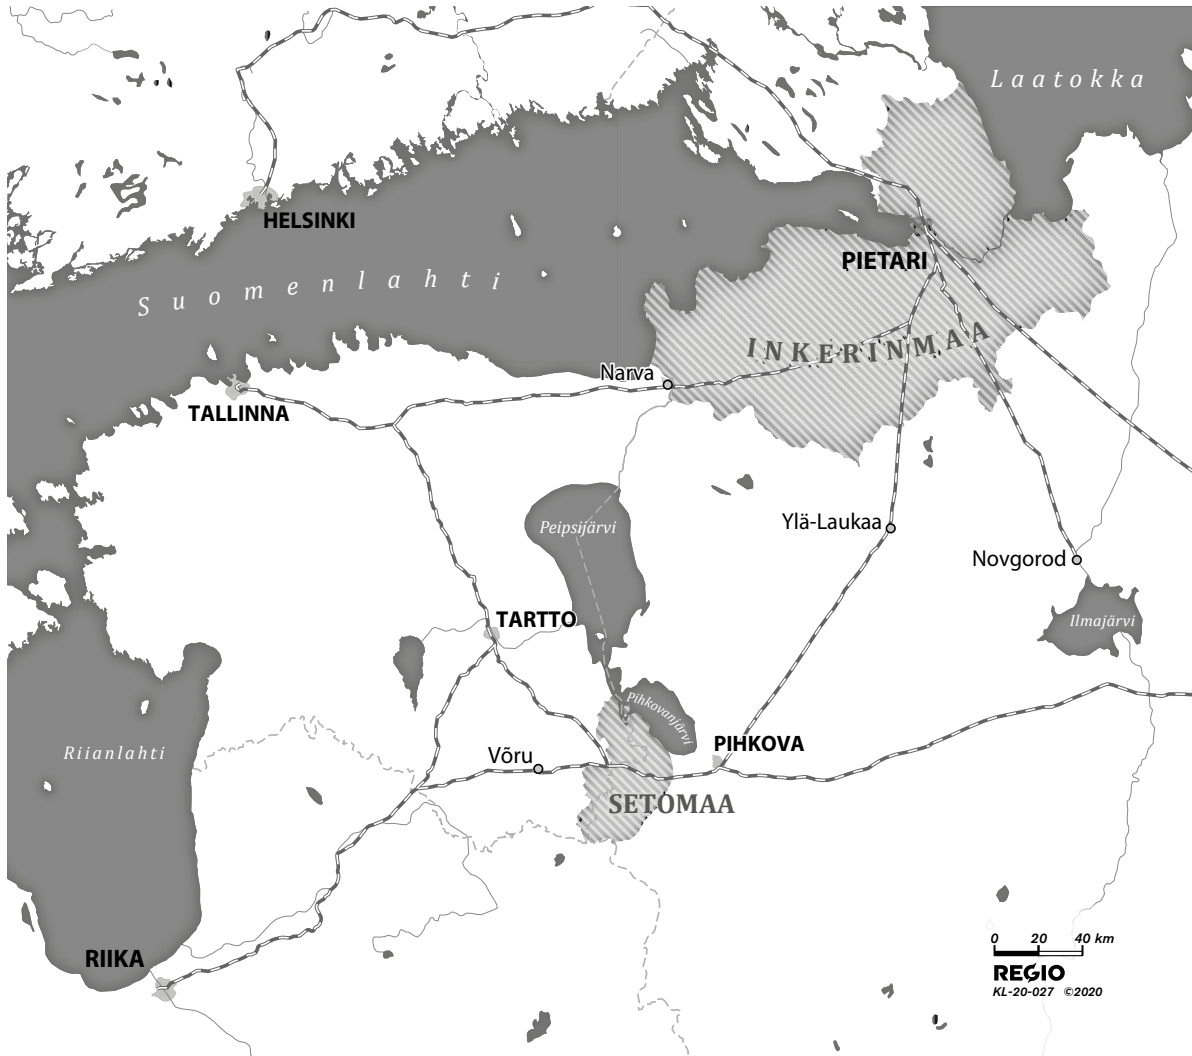 Laatokka
HELSINKI
PIETARI
Suomenlahti
INKERINMAA
Narva
TALLINNA
Peipsijärvi
Ylä-Laukaa
Novgorod
TARTTO
Ilmajärvi
Pihkovanjärvi
Riianlahti
Võru
PIHKOVA
SETOMAA
RIIKA
0 20 40 km
REGIO
KL-20-027 ©2020